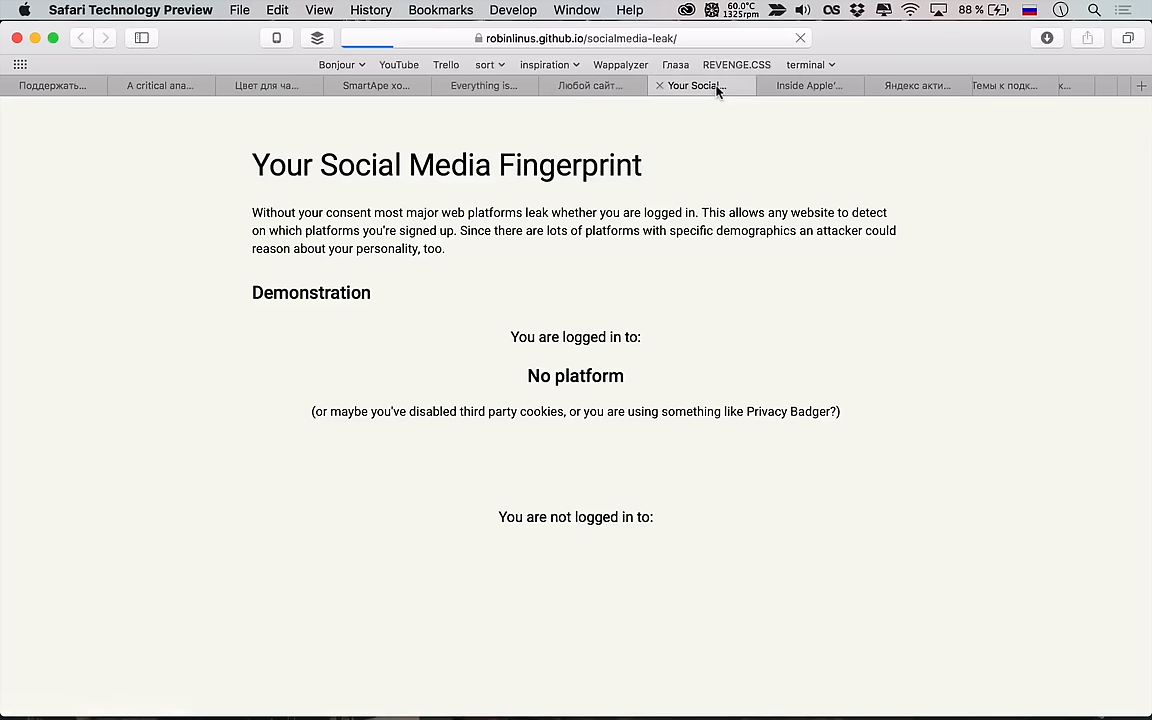 Safari Technology Preview File Edit View History Bookmarks Develop Window Help 60.0°C 1325rpm 88 %
robinlinus.github.io/socialmedia-leak/
Bonjour YouTube Trello sort inspiration Wappalyzer Глаза REVENGE.CSS terminal
Поддержать... A critical ana... Цвет для ча... SmartApe хо... Everything is... Любой сайт... Your Social... Inside Apple'... Яндекс акти... Темы к подк... к...
Your Social Media Fingerprint
Without your consent most major web platforms leak whether you are logged in. This allows any website to detect
on which platforms you're signed up. Since there are lots of platforms with specific demographics an attacker could
reason about your personality, too.
Demonstration
You are logged in to:
No platform
(or maybe you've disabled third party cookies, or you are using something like Privacy Badger?)
You are not logged in to: